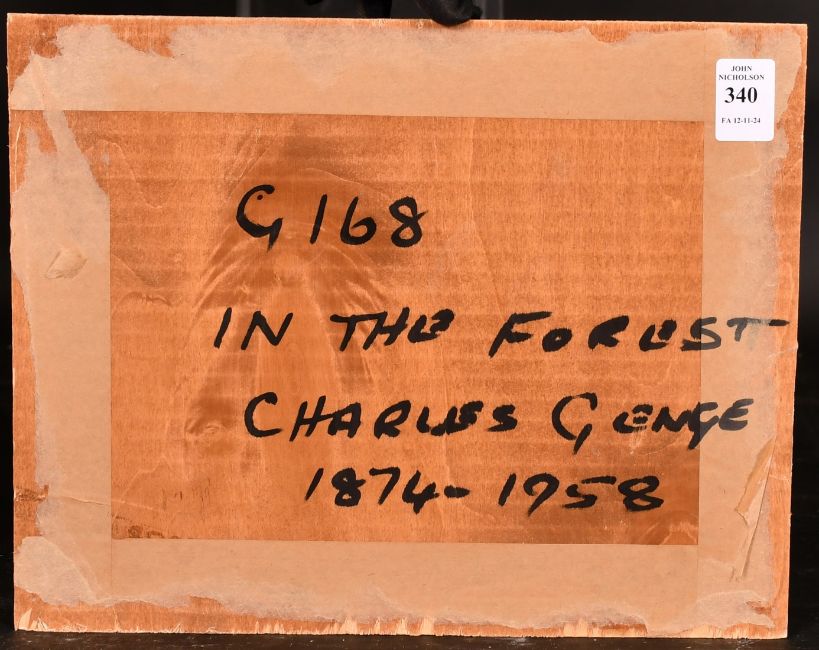 JOHN
NICHOLSON
340
FA 12-11-24
G168
IN THE FOREST
CHARLES GENGE
1874-1958